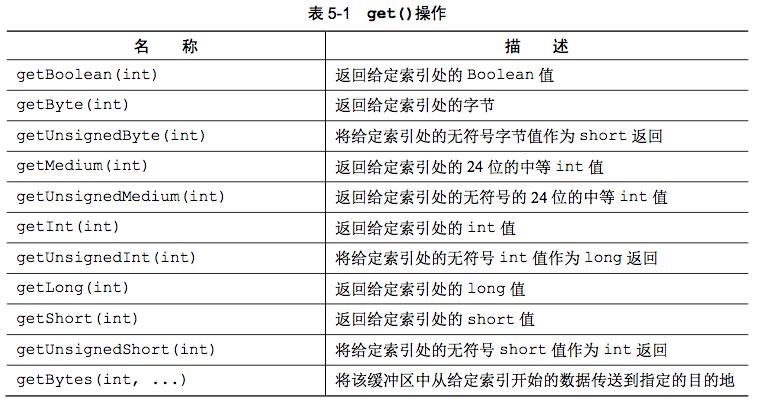 表 5-1 get()操作
名 称 描 述
getBoolean(int) 返回给定索引处的 Boolean 值
getByte(int) 返回给定索引处的字节
getUnsignedByte(int) 将给定索引处的无符号字节值作为 short 返回
getMedium(int) 返回给定索引处的 24 位的中等 int 值
getUnsignedMedium(int) 返回给定索引处的无符号的 24 位的中等 int 值
getInt(int) 返回给定索引处的 int 值
getUnsignedInt(int) 将给定索引处的无符号 int 值作为 long 返回
getLong(int) 返回给定索引处的 long 值
getShort(int) 返回给定索引处的 short 值
getUnsignedShort(int) 将给定索引处的无符号 short 值作为 int 返回
getBytes(int, ...) 将该缓冲区中从给定索引开始的数据传送到指定的目的地